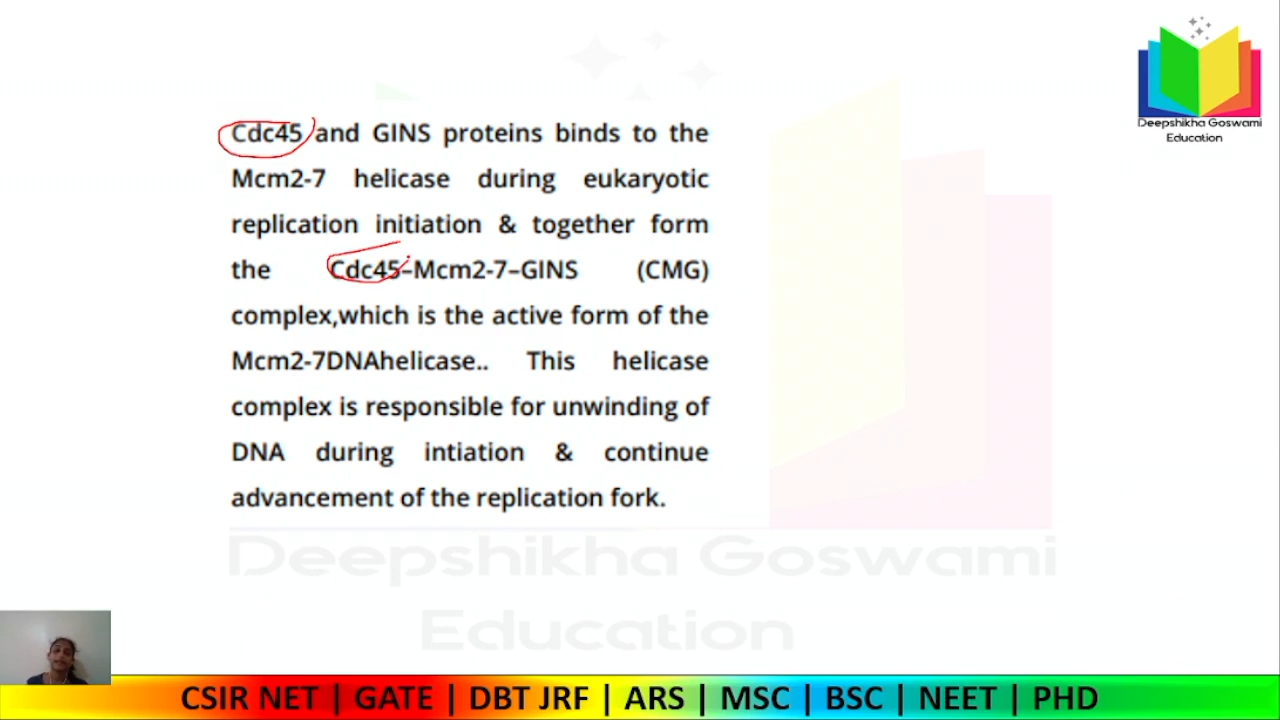 Deepshikha Goswami
Education
Cdc45 and GINS proteins binds to the
Mcm2-7 helicase during eukaryotic
replication initiation & together form
the Cdc45–Mcm2-7–GINS (CMG)
complex,which is the active form of the
Mcm2-7DNAhelicase.. This helicase
complex is responsible for unwinding of
DNA during intiation & continue
advancement of the replication fork.
Deepshikha Goswami
Education
CSIR NET | GATE | DBT JRF | ARS | MSC | BSC | NEET | PHD